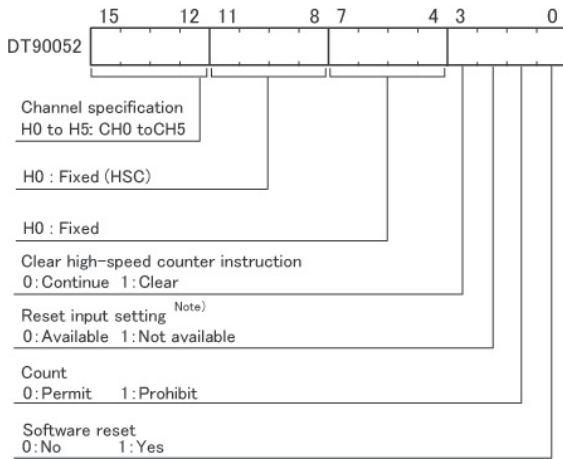 15 12 11 8 7 4 3 0
DT90052
Channel specification
H0 to H5: CH0 toCH5
H0 : Fixed (HSC)
H0 : Fixed
Clear high-speed counter instruction
0:Continue 1:Clear
Reset input setting Note)
0:Available 1:Not available
Count
0:Permit 1:Prohibit
Software reset
0:No 1:Yes